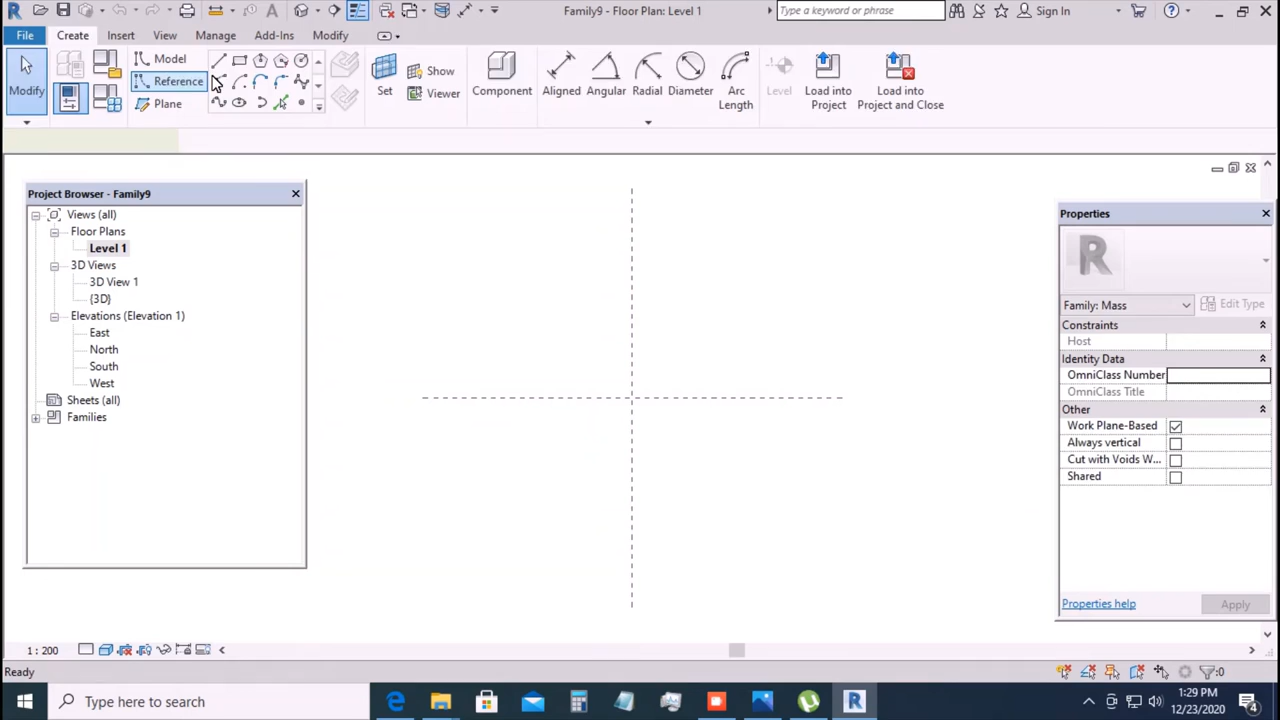 Family9 - Floor Plan: Level 1
Type a keyword or phrase
Sign In
File
Create
Insert
View
Manage
Add-Ins
Modify
Modify
Model
Reference
Plane
Set
Show
Viewer
Component
Aligned
Angular
Radial
Diameter
Arc
Length
Level
Load into
Project
Load into
Project and Close
Project Browser - Family9
Views (all)
Floor Plans
Level 1
3D Views
3D View 1
{3D}
Elevations (Elevation 1)
East
North
South
West
Sheets (all)
Families
Properties
R
Family: Mass
Edit Type
Constraints
Host
Identity Data
OmniClass Number
OmniClass Title
Other
Work Plane-Based
Always vertical
Cut with Voids W...
Shared
Properties help
Apply
1 : 200
Ready
:0
Type here to search
R
1:29 PM
12/23/2020
4